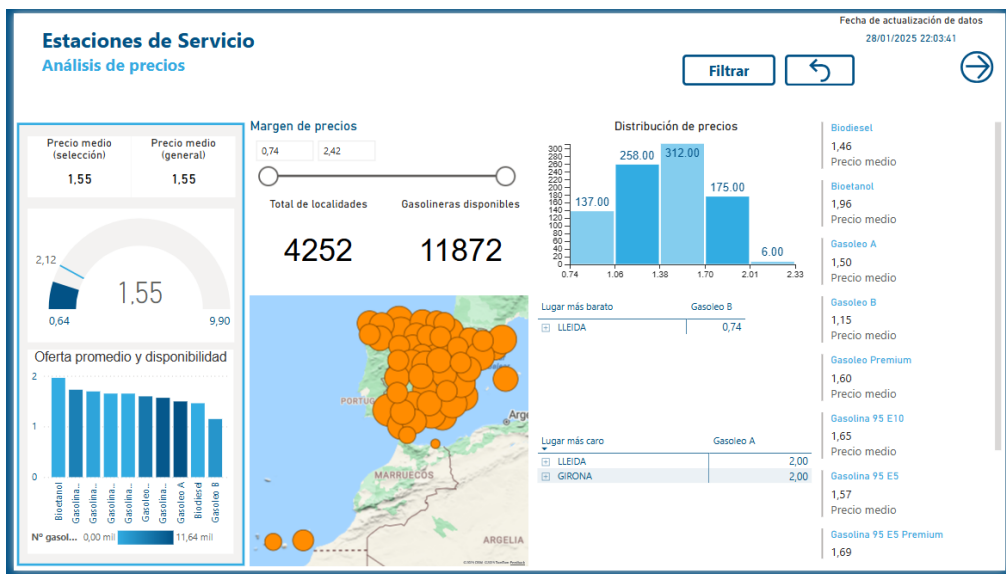 Fecha de actualización de datos
28/01/2025 22:03:41
Estaciones de Servicio
Análisis de precios
Filtrar
Precio medio (selección)
1,55
Precio medio (general)
1,55
2,12
1,55
0,64
9,90
Oferta promedio y disponibilidad
2
1
0
Bioetanol
Gasolina...
Gasolina...
Gasolina...
Gasolina...
Gasoleo...
Gasolina...
Gasoleo A
Biodiesel
Gasoleo B
Nº gasol... 0,00 mil 11,64 mil
Margen de precios
0,74 2,42
Total de localidades
4252
Gasolineras disponibles
11872
PORTUG
Arge
MARRUECOS
ARGELIA
Distribución de precios
300
280
260
240
220
200
180
160
140
120
100
80
60
40
20
0
137.00
258.00
312.00
175.00
6.00
0.74 1.06 1.38 1.70 2.01 2.33
Lugar más barato Gasoleo B
LLEIDA 0,74
Lugar más caro Gasoleo A
LLEIDA 2,00
GIRONA 2,00
Biodiesel
1,46
Precio medio
Bioetanol
1,96
Precio medio
Gasoleo A
1,50
Precio medio
Gasoleo B
1,15
Precio medio
Gasoleo Premium
1,60
Precio medio
Gasolina 95 E10
1,65
Precio medio
Gasolina 95 E5
1,57
Precio medio
Gasolina 95 E5 Premium
1,69